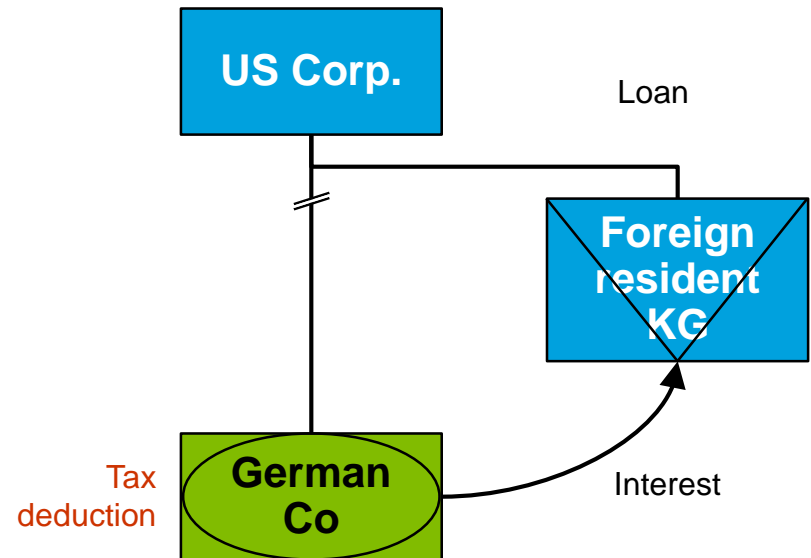 US Corp.
Loan
Foreign
resident
KG
Tax
deduction
German
Co
Interest